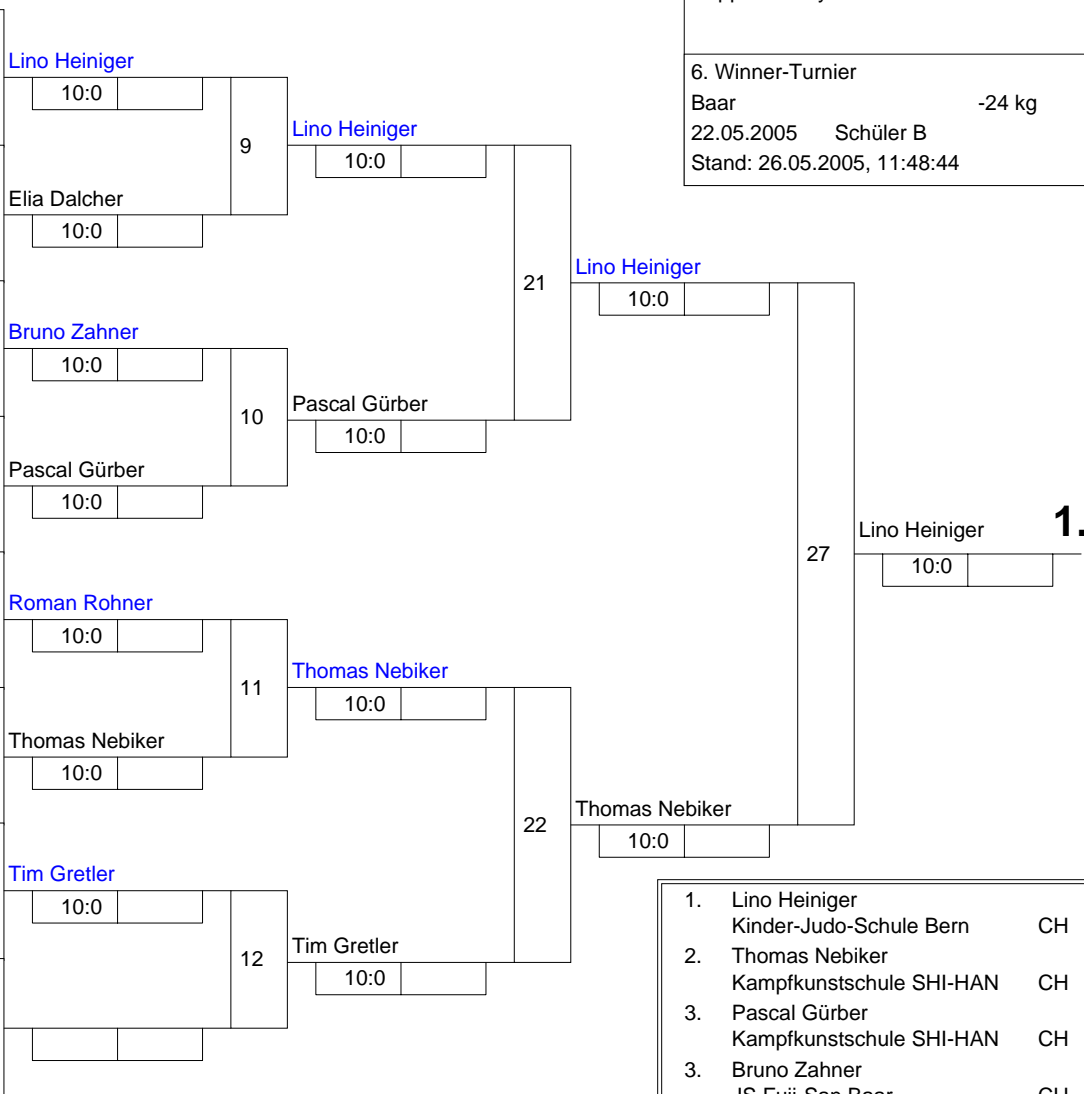 6. Winner-Turnier
Baar -24 kg
22.05.2005 Schüler B
Stand: 26.05.2005, 11:48:44
Lino Heiniger
10:0
9
Elia Dalcher
10:0
Lino Heiniger
10:0
21
Bruno Zahner
10:0
10
Pascal Gürber
10:0
Pascal Gürber
10:0
Lino Heiniger
10:0
27
Lino Heiniger 1.
10:0
Roman Rohner
10:0
11
Thomas Nebiker
10:0
Thomas Nebiker
10:0
22
Thomas Nebiker
10:0
Tim Gretler
10:0
12
Tim Gretler
10:0
1. Lino Heiniger
Kinder-Judo-Schule Bern CH
2. Thomas Nebiker
Kampfkunstschule SHI-HAN CH
3. Pascal Gürber
Kampfkunstschule SHI-HAN CH
3. Bruno Zahner
JS Fuji-San Baar CH